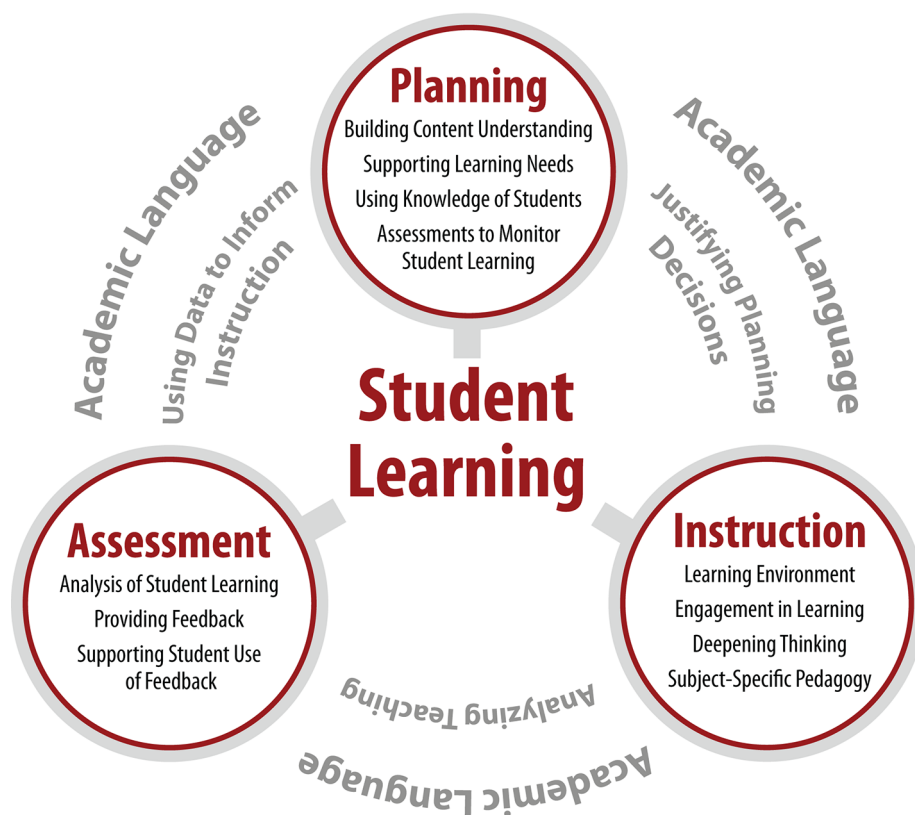 Planning
Building Content Understanding
Supporting Learning Needs
Using Knowledge of Students
Assessments to Monitor
Student Learning
Academic Language
Using Data to Inform
Instruction
Academic Language
Justifying Planning
Decisions
Student
Learning
Assessment
Analysis of Student Learning
Providing Feedback
Supporting Student Use
of Feedback
Instruction
Learning Environment
Engagement in Learning
Deepening Thinking
Subject-Specific Pedagogy
Analyzing Teaching
Academic Language